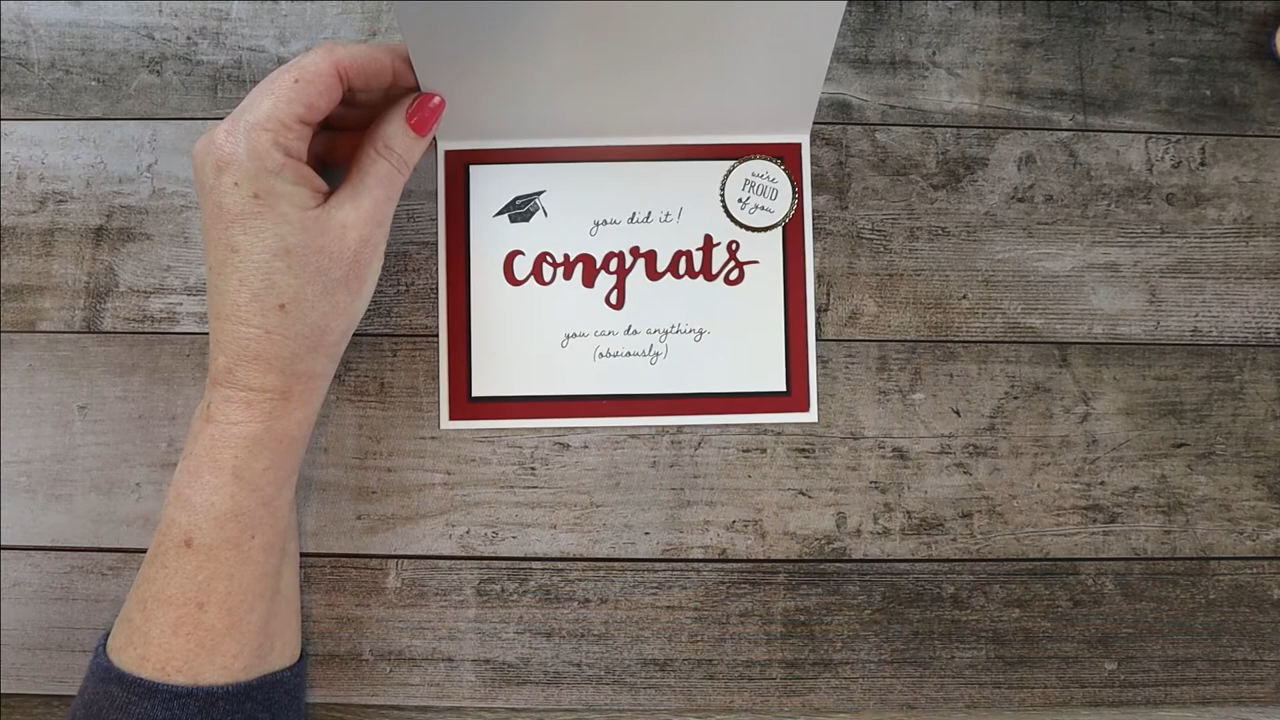 we're
PROUD
of you
you did it!
congrats
you can do anything.
(obviously)